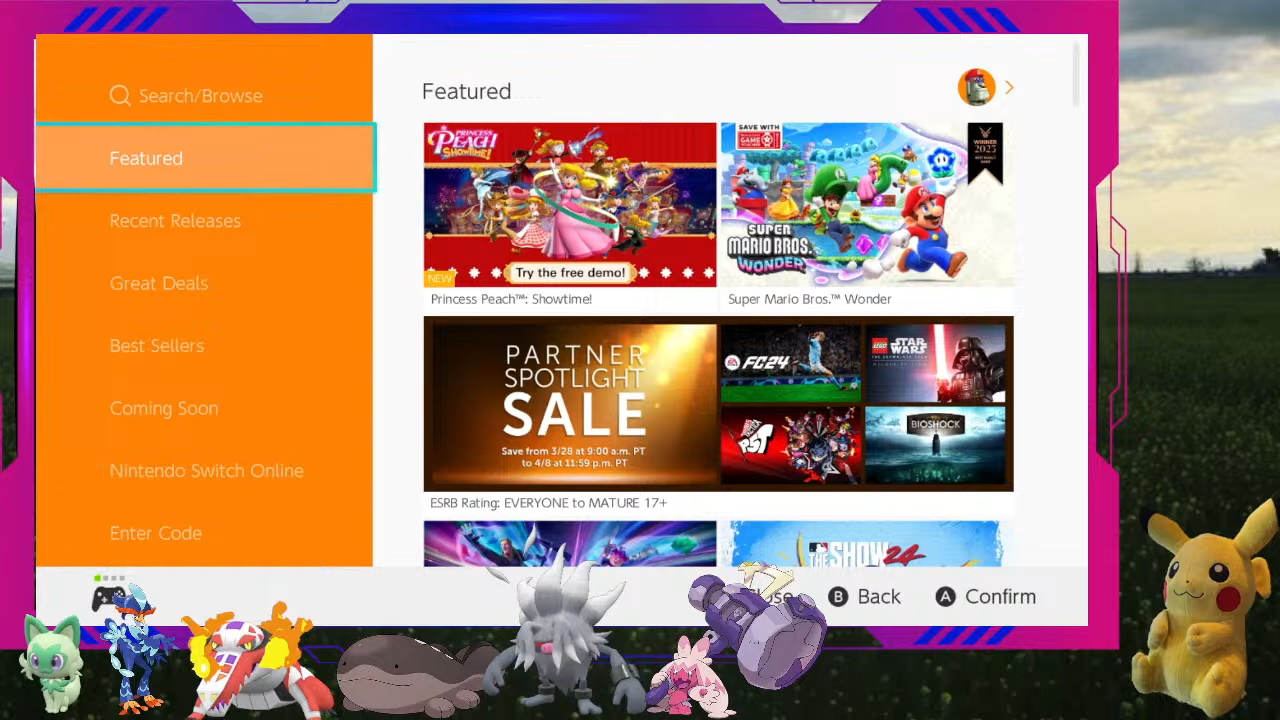 Search/Browse
Featured
Recent Releases
Great Deals
Best Sellers
Coming Soon
Nintendo Switch Online
Enter Code
Featured
PRINCESS
PEACH
SHOWTIME!
Try the free demo!
NEW
Princess Peach™: Showtime!
SAVE WITH
GAME
VOUCHER
WINNER
2023
SUPER
MARIO BROS.
WONDER
Super Mario Bros.™ Wonder
PARTNER
SPOTLIGHT
SALE
Save from 3/28 at 9:00 a.m. PT
to 4/8 at 11:59 p.m. PT
FC24
LEGO STAR
WARS
P5T
BIOSHOCK
ESRB Rating: EVERYONE to MATURE 17+
MLB
THE SHOW 24
B Back
A Confirm